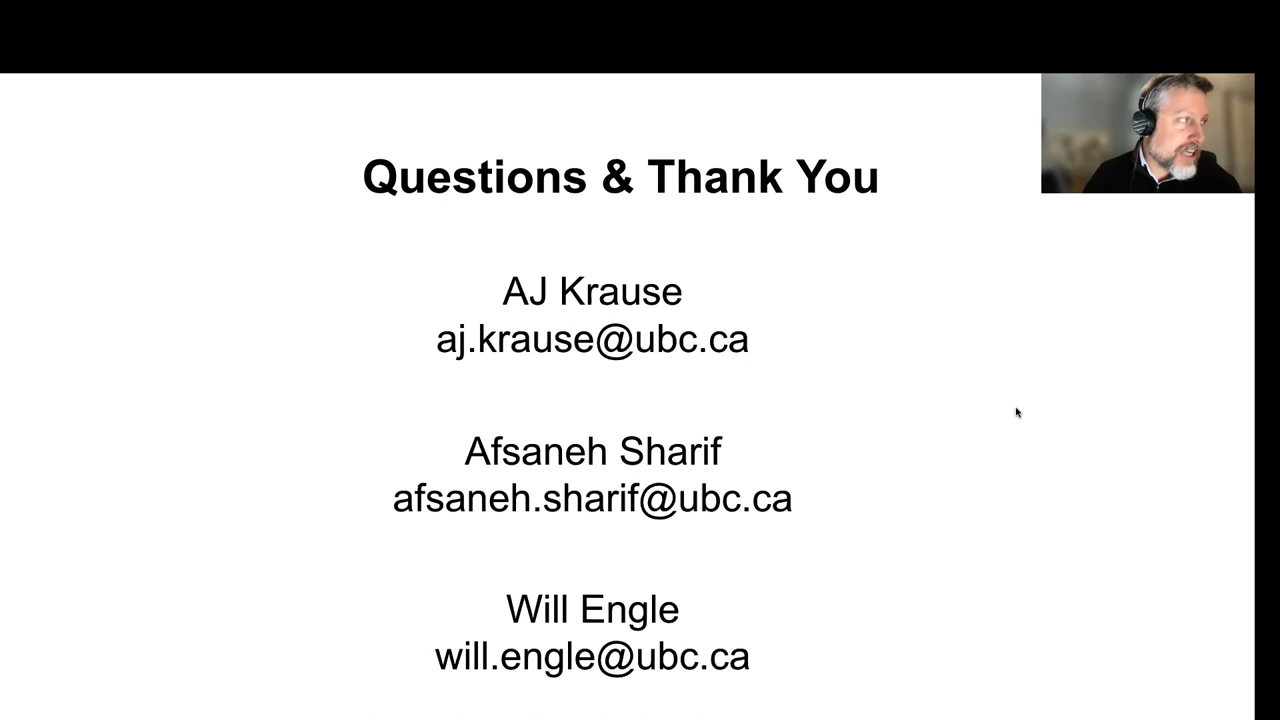 Questions & Thank You
AJ Krause
aj.krause@ubc.ca
Afsaneh Sharif
afsaneh.sharif@ubc.ca
Will Engle
will.engle@ubc.ca